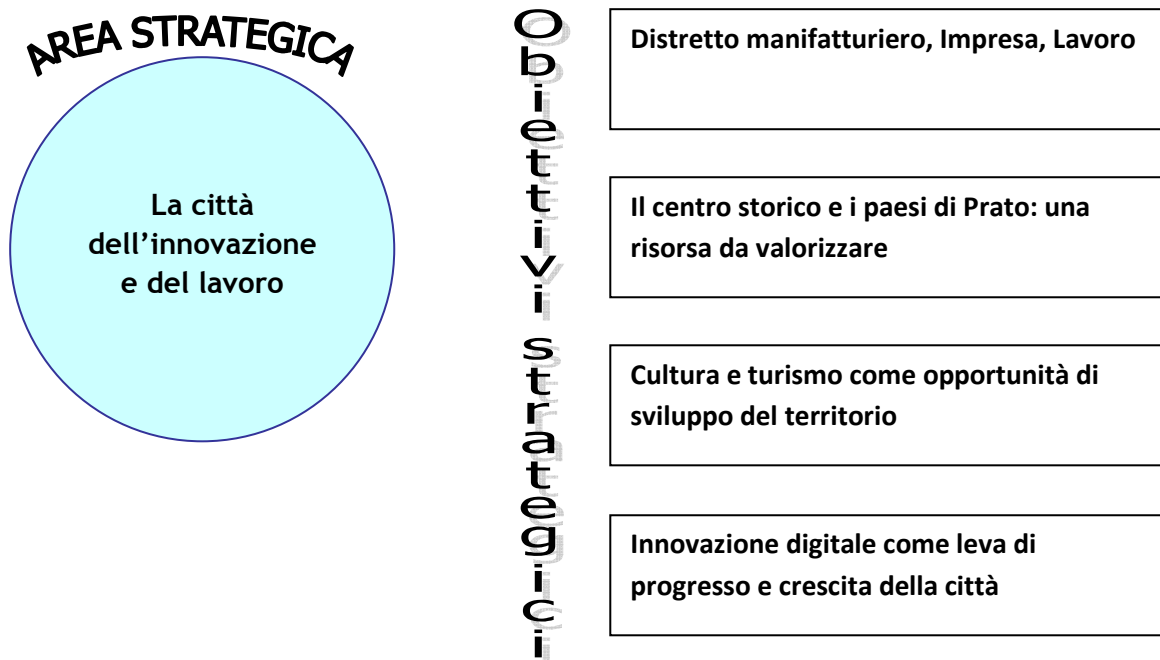 AREA STRATEGICA
La città
dell’innovazione
e del lavoro
Obiettivi strategici
Distretto manifatturiero, Impresa, Lavoro
Il centro storico e i paesi di Prato: una
risorsa da valorizzare
Cultura e turismo come opportunità di
sviluppo del territorio
Innovazione digitale come leva di
progresso e crescita della città